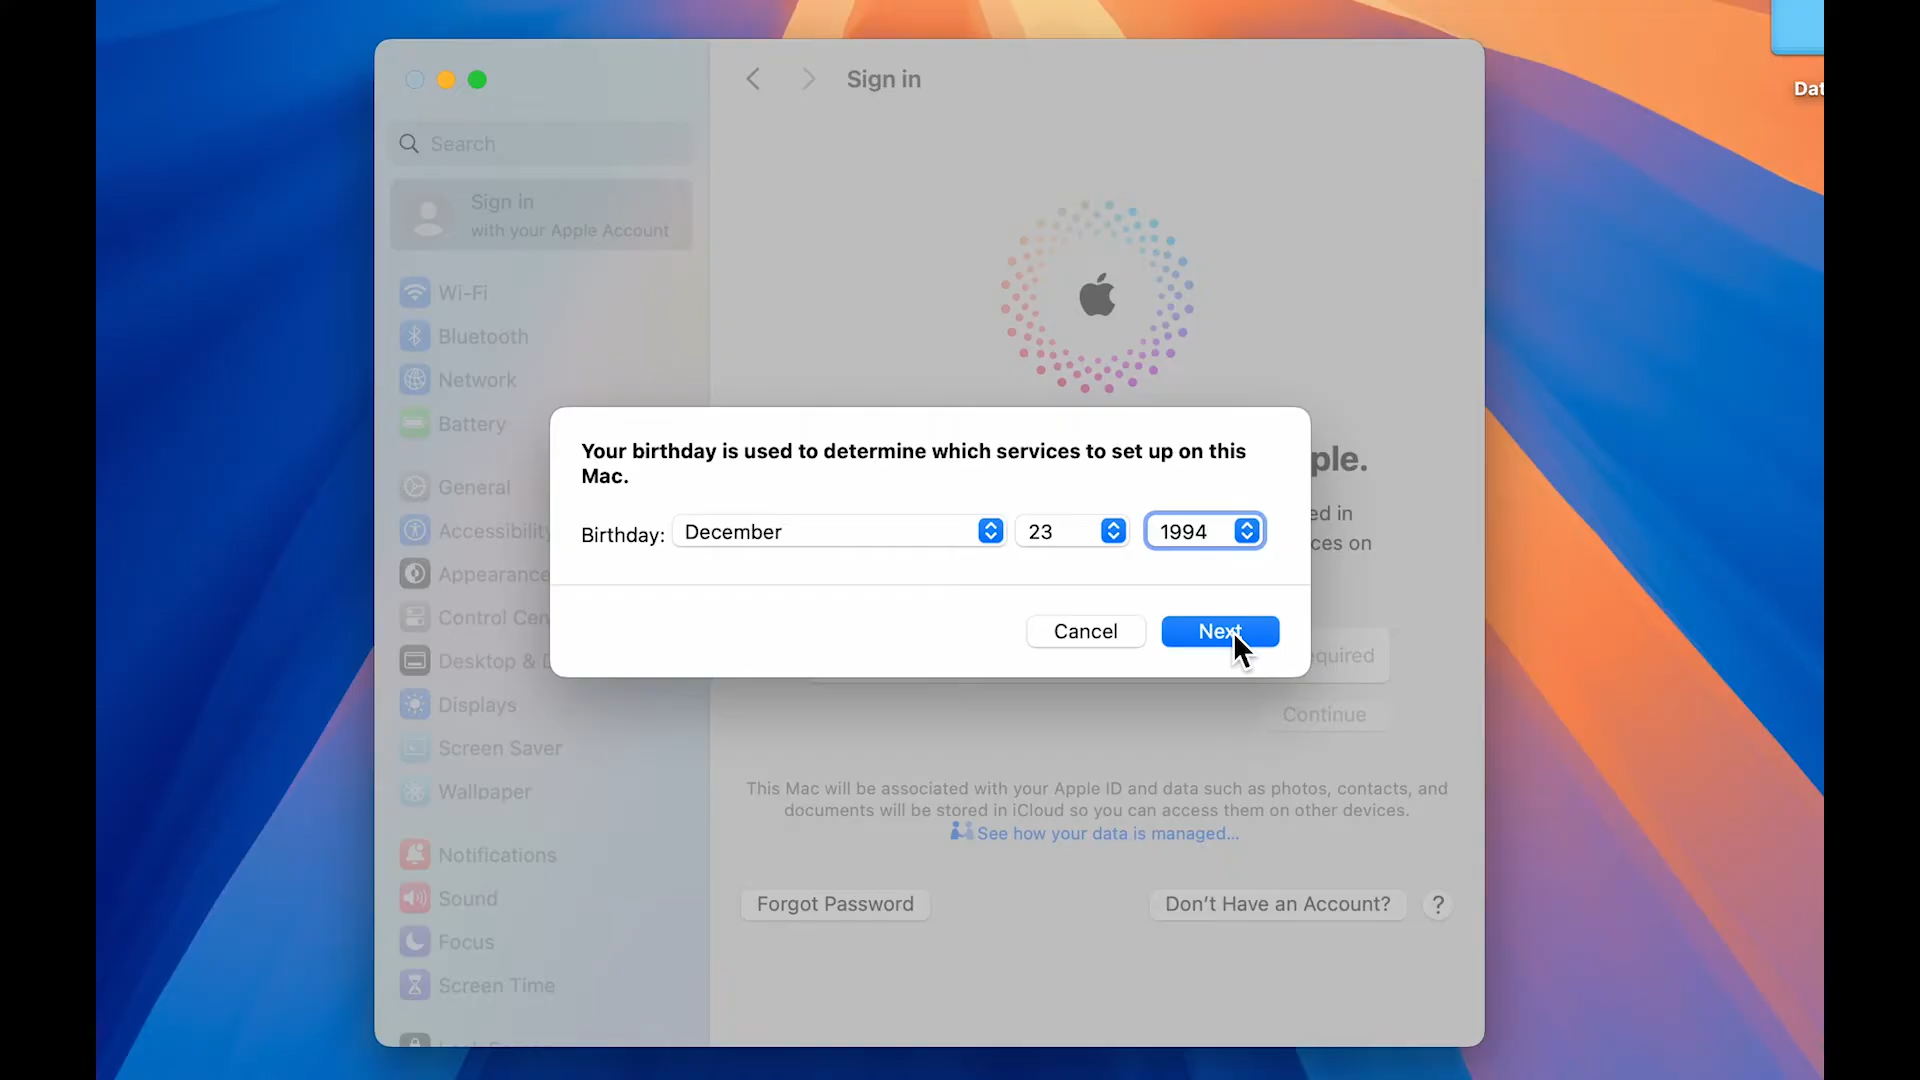 Sign in
Dat
Search
Sign in
with your Apple Account
Wi-Fi
Bluetooth
Network
Battery
General
Accessibility
Appearance
Control Cen
Desktop & D
Displays
Screen Saver
Wallpaper
Notifications
Sound
Focus
Screen Time
ple.
ed in
ces on
Your birthday is used to determine which services to set up on this
Mac.
Birthday: December 23 1994
Cancel Next
quired
Continue
This Mac will be associated with your Apple ID and data such as photos, contacts, and
documents will be stored in iCloud so you can access them on other devices.
See how your data is managed...
Forgot Password Don't Have an Account? ?